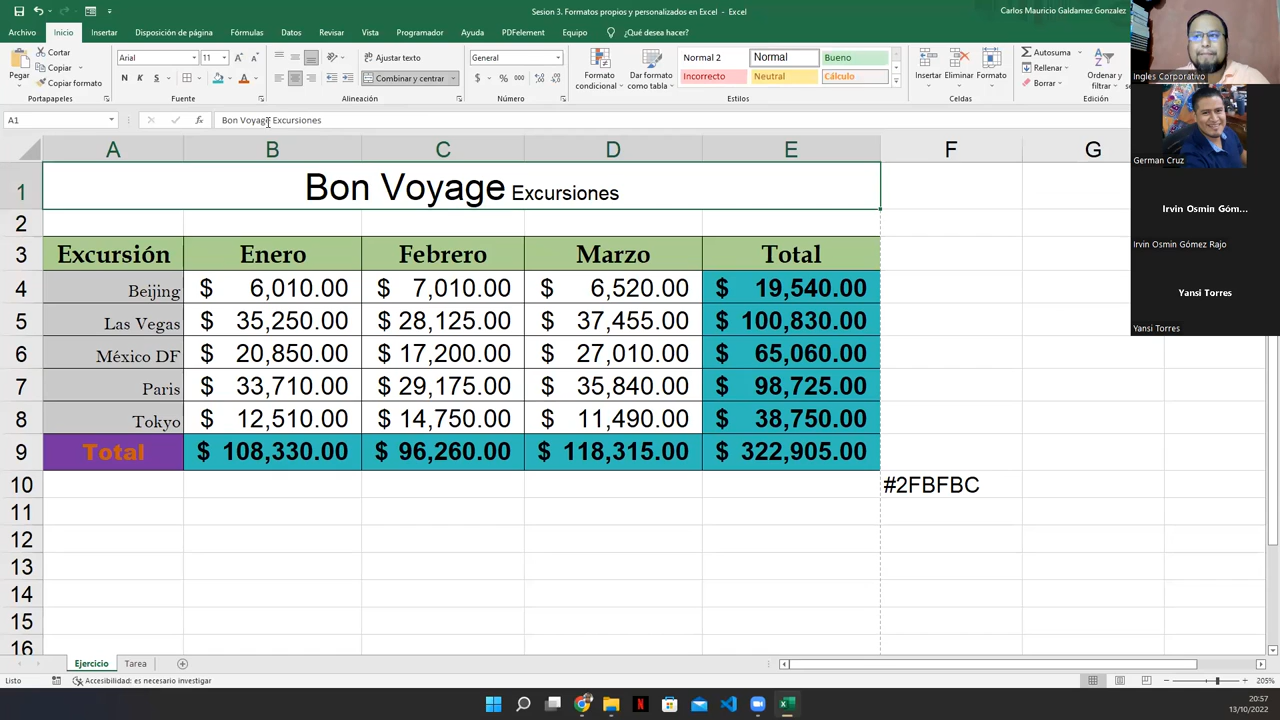 Sesion 3. Formatos propios y personalizados en Excel - Excel
Carlos Mauricio Galdamez Gonzalez
Archivo Inicio Insertar Disposición de página Fórmulas Datos Revisar Vista Programador Ayuda PDFelement Equipo ¿Qué desea hacer?
Pegar
Cortar
Copiar
Copiar formato
Portapapeles
Arial 11
N K S
Fuente
Ajustar texto
Combinar y centrar
Alineación
General
$ % 000
Número
Formato condicional
Dar formato como tabla
Normal 2 Normal Bueno
Incorrecto Neutral Cálculo
Estilos
Insertar Eliminar Formato
Celdas
Autosuma
Rellenar
Borrar
Ordenar y filtrar
Edición
A1
fx
Bon Voyage Excursiones
A B C D E F G
1 Bon Voyage Excursiones
2
3 Excursión Enero Febrero Marzo Total
4 Beijing $ 6,010.00 $ 7,010.00 $ 6,520.00 $ 19,540.00
5 Las Vegas $ 35,250.00 $ 28,125.00 $ 37,455.00 $ 100,830.00
6 México DF $ 20,850.00 $ 17,200.00 $ 27,010.00 $ 65,060.00
7 Paris $ 33,710.00 $ 29,175.00 $ 35,840.00 $ 98,725.00
8 Tokyo $ 12,510.00 $ 14,750.00 $ 11,490.00 $ 38,750.00
9 Total $ 108,330.00 $ 96,260.00 $ 118,315.00 $ 322,905.00
10 #2FBFBC
11
12
13
14
15
16
Ingles Corporativo
German Cruz
Irvin Osmin Góm...
Irvin Osmin Gómez Rajo
Yansi Torres
Yansi Torres
Ejercicio Tarea
Listo
Accesibilidad: es necesario investigar
205%
20:57
13/10/2022